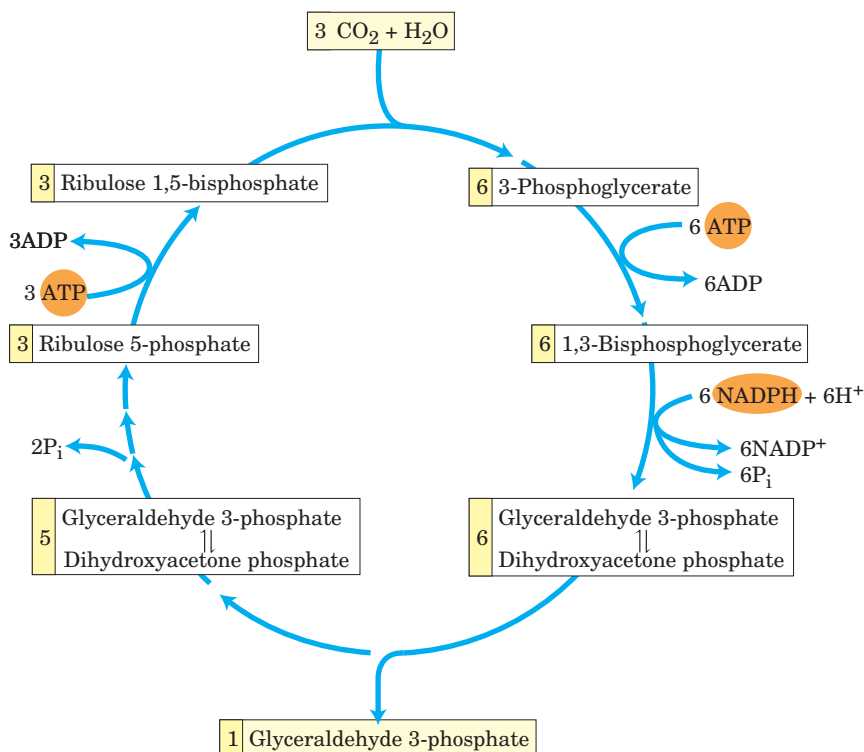 3 CO₂ + H₂O
3 Ribulose 1,5-bisphosphate
6 3-Phosphoglycerate
3ADP
6 ATP
3 ATP
6ADP
3 Ribulose 5-phosphate
6 1,3-Bisphosphoglycerate
6 NADPH + 6H⁺
2Pᵢ
6NADP⁺
6Pᵢ
5 Glyceraldehyde 3-phosphate
⇌
Dihydroxyacetone phosphate
6 Glyceraldehyde 3-phosphate
⇌
Dihydroxyacetone phosphate
1 Glyceraldehyde 3-phosphate